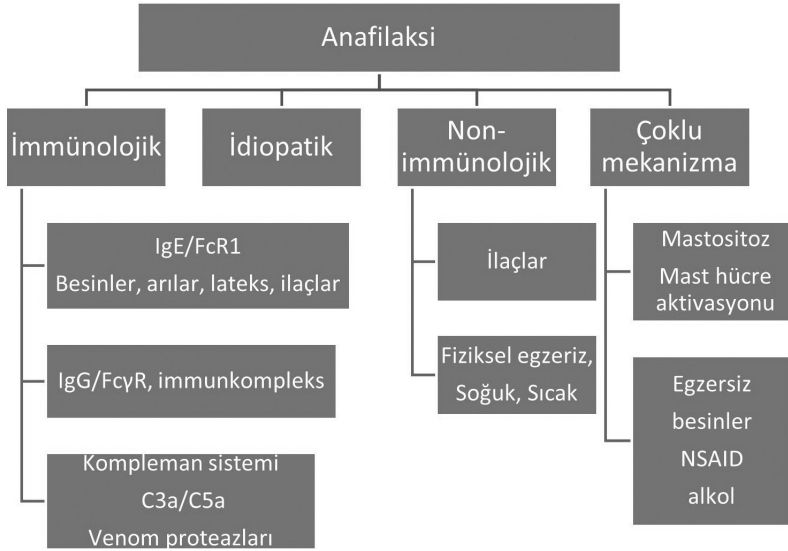 Anafilaksi
İmmünolojik
İdiopatik
Non-
immünolojik
Çoklu
mekanizma
IgE/FcR1
Besinler, arılar, lateks, ilaçlar
IgG/FcγR, immunkompleks
Kompleman sistemi
C3a/C5a
Venom proteazları
İlaçlar
Fiziksel egzeriz,
Soğuk, Sıcak
Mastositoz
Mast hücre
aktivasyonu
Egzersiz
besinler
NSAID
alkol